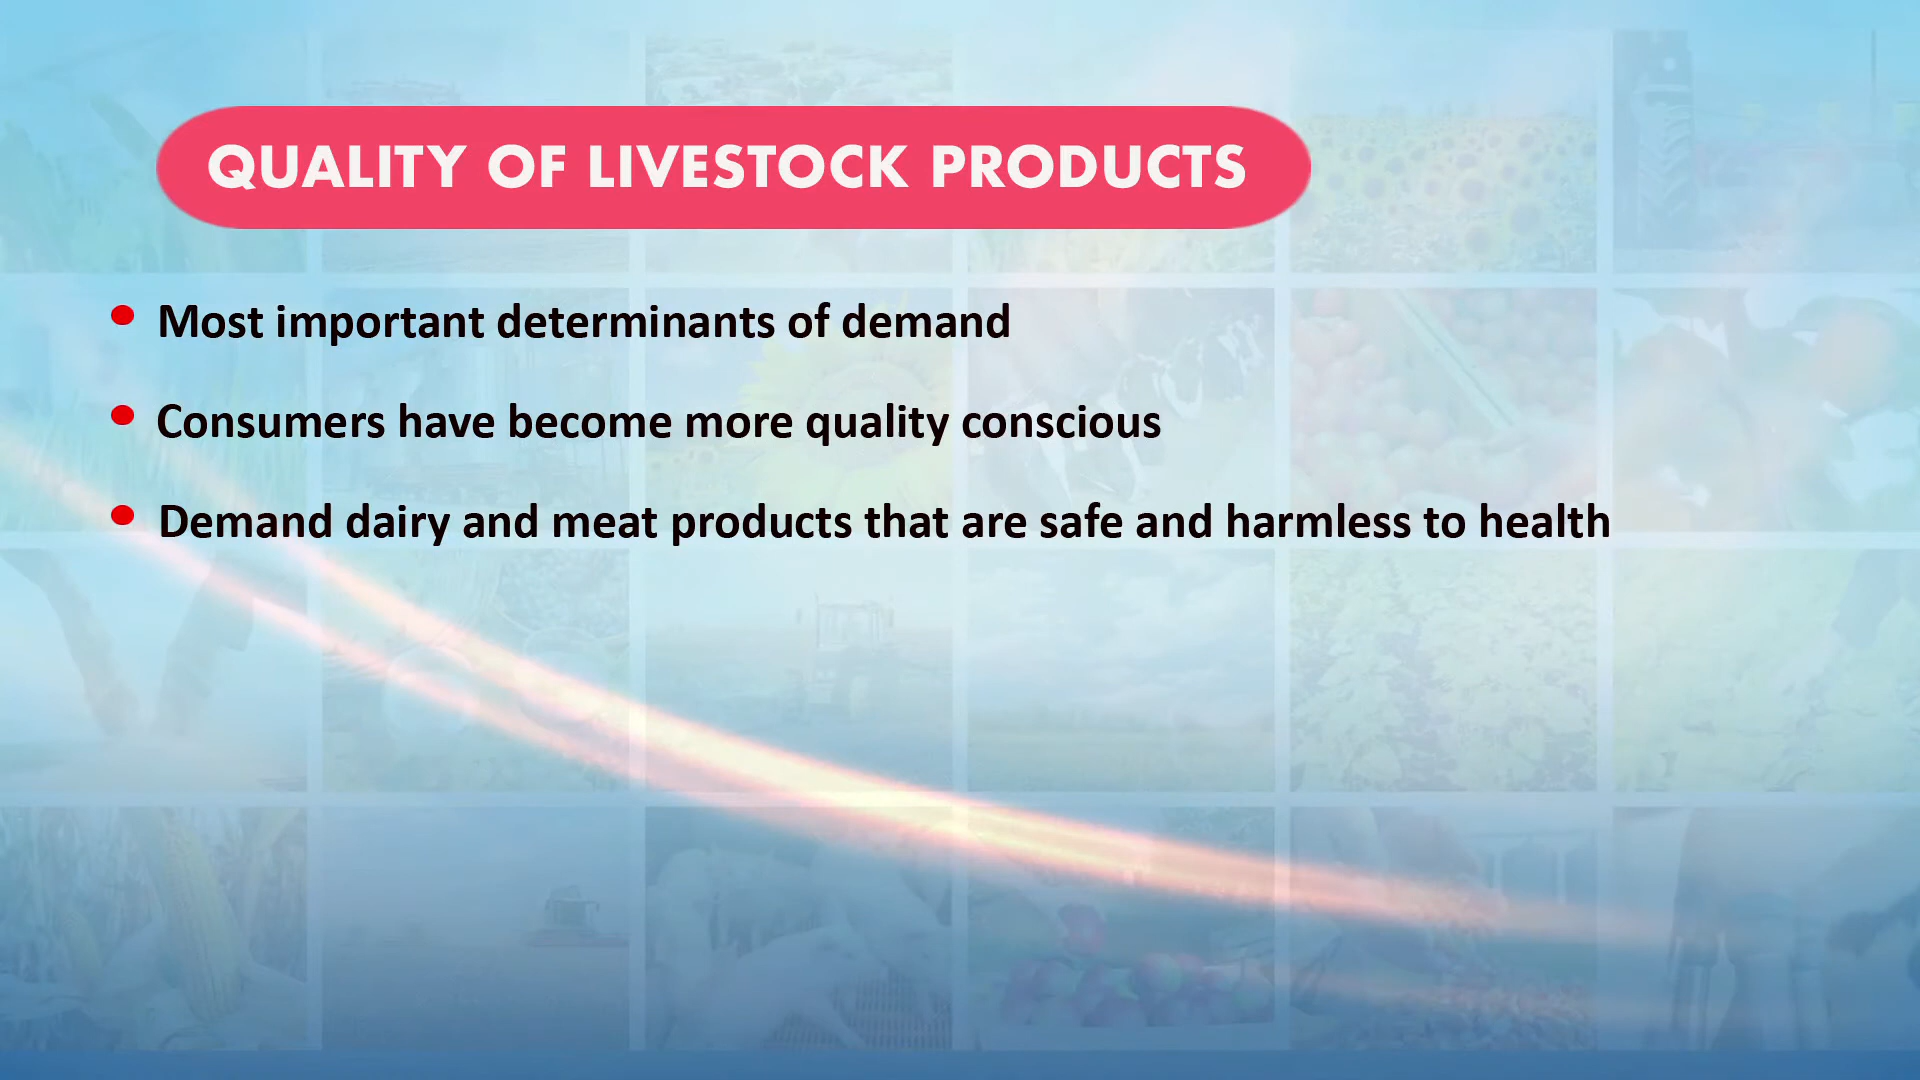 QUALITY OF LIVESTOCK PRODUCTS
• Most important determinants of demand
• Consumers have become more quality conscious
• Demand dairy and meat products that are safe and harmless to health